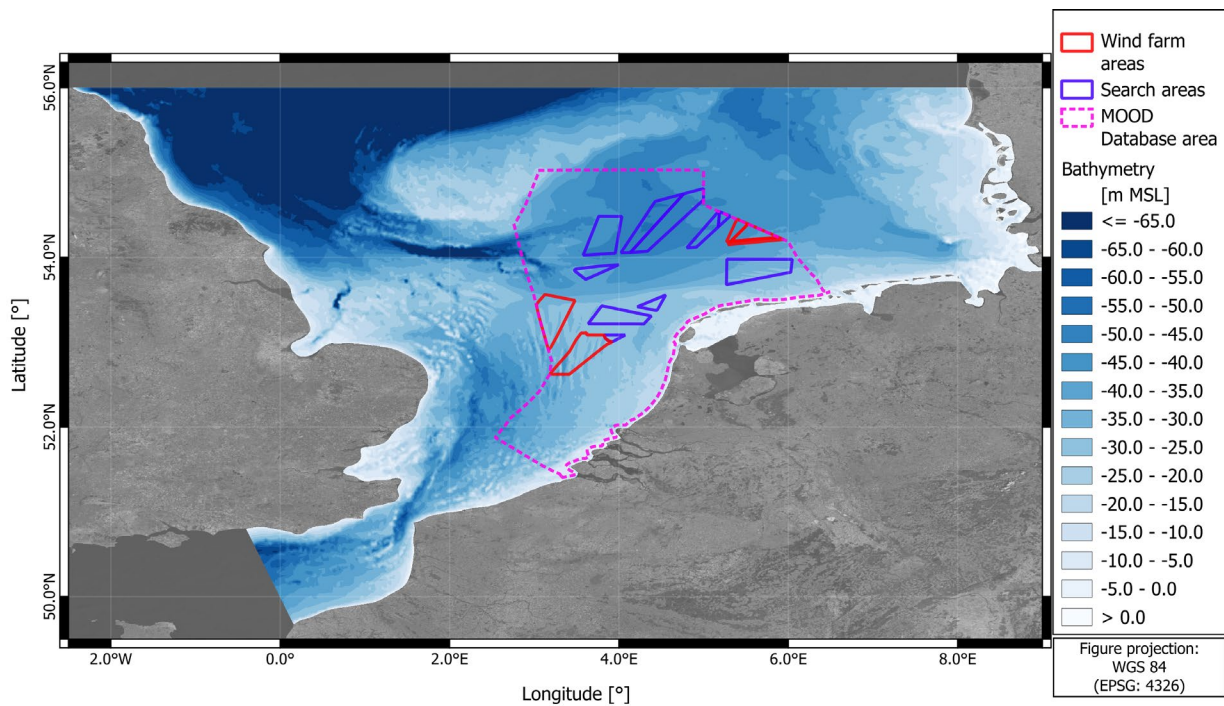 56.0°N
54.0°N
52.0°N
50.0°N
Latitude [°]
2.0°W
0.0°
2.0°E
4.0°E
6.0°E
8.0°E
Longitude [°]
Wind farm
areas
Search areas
MOOD
Database area
Bathymetry
[m MSL]
<= -65.0
-65.0 - -60.0
-60.0 - -55.0
-55.0 - -50.0
-50.0 - -45.0
-45.0 - -40.0
-40.0 - -35.0
-35.0 - -30.0
-30.0 - -25.0
-25.0 - -20.0
-20.0 - -15.0
-15.0 - -10.0
-10.0 - -5.0
-5.0 - 0.0
> 0.0
Figure projection:
WGS 84
(EPSG: 4326)